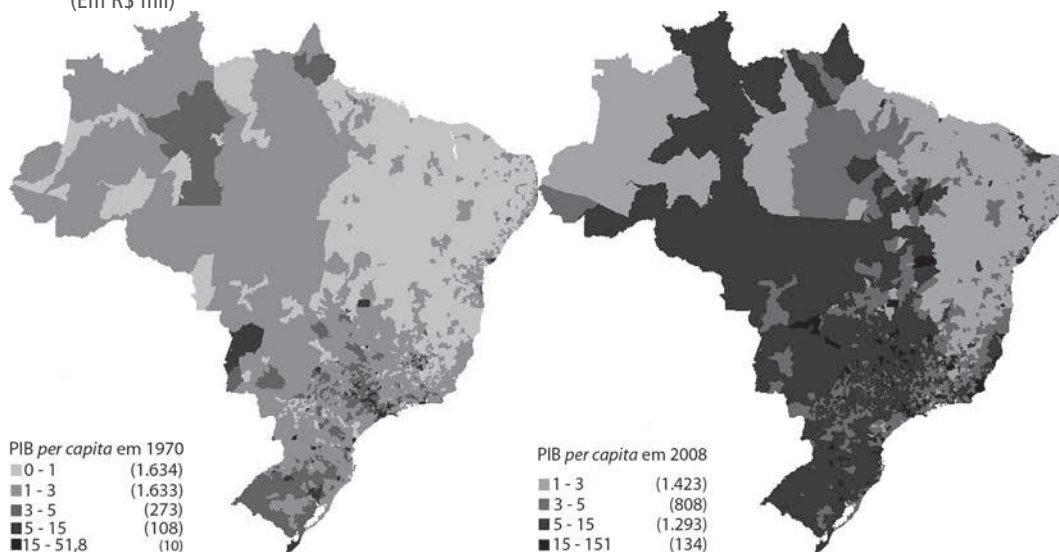 (Em R$ mil)
PIB per capita em 1970
0 - 1 (1.634)
1 - 3 (1.633)
3 - 5 (273)
5 - 15 (108)
15 - 51,8 (10)
PIB per capita em 2008
1 - 3 (1.423)
3 - 5 (808)
5 - 15 (1.293)
15 - 151 (134)